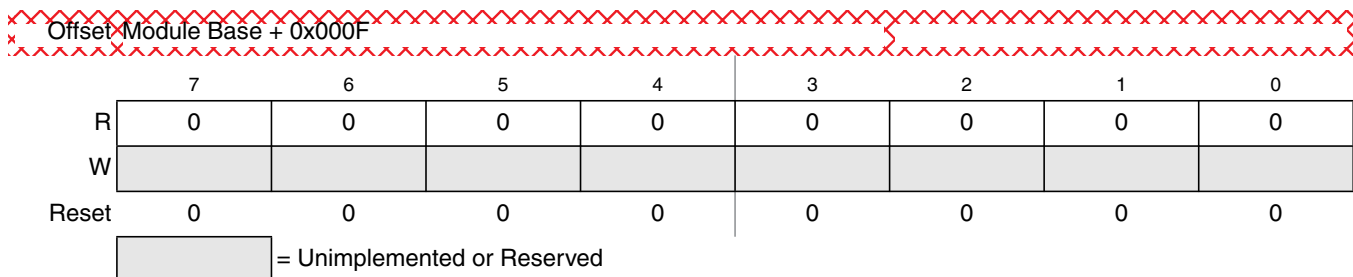 Offset Module Base + 0x000F
7 6 5 4 3 2 1 0
R 0 0 0 0 0 0 0 0
W
Reset 0 0 0 0 0 0 0 0
= Unimplemented or Reserved